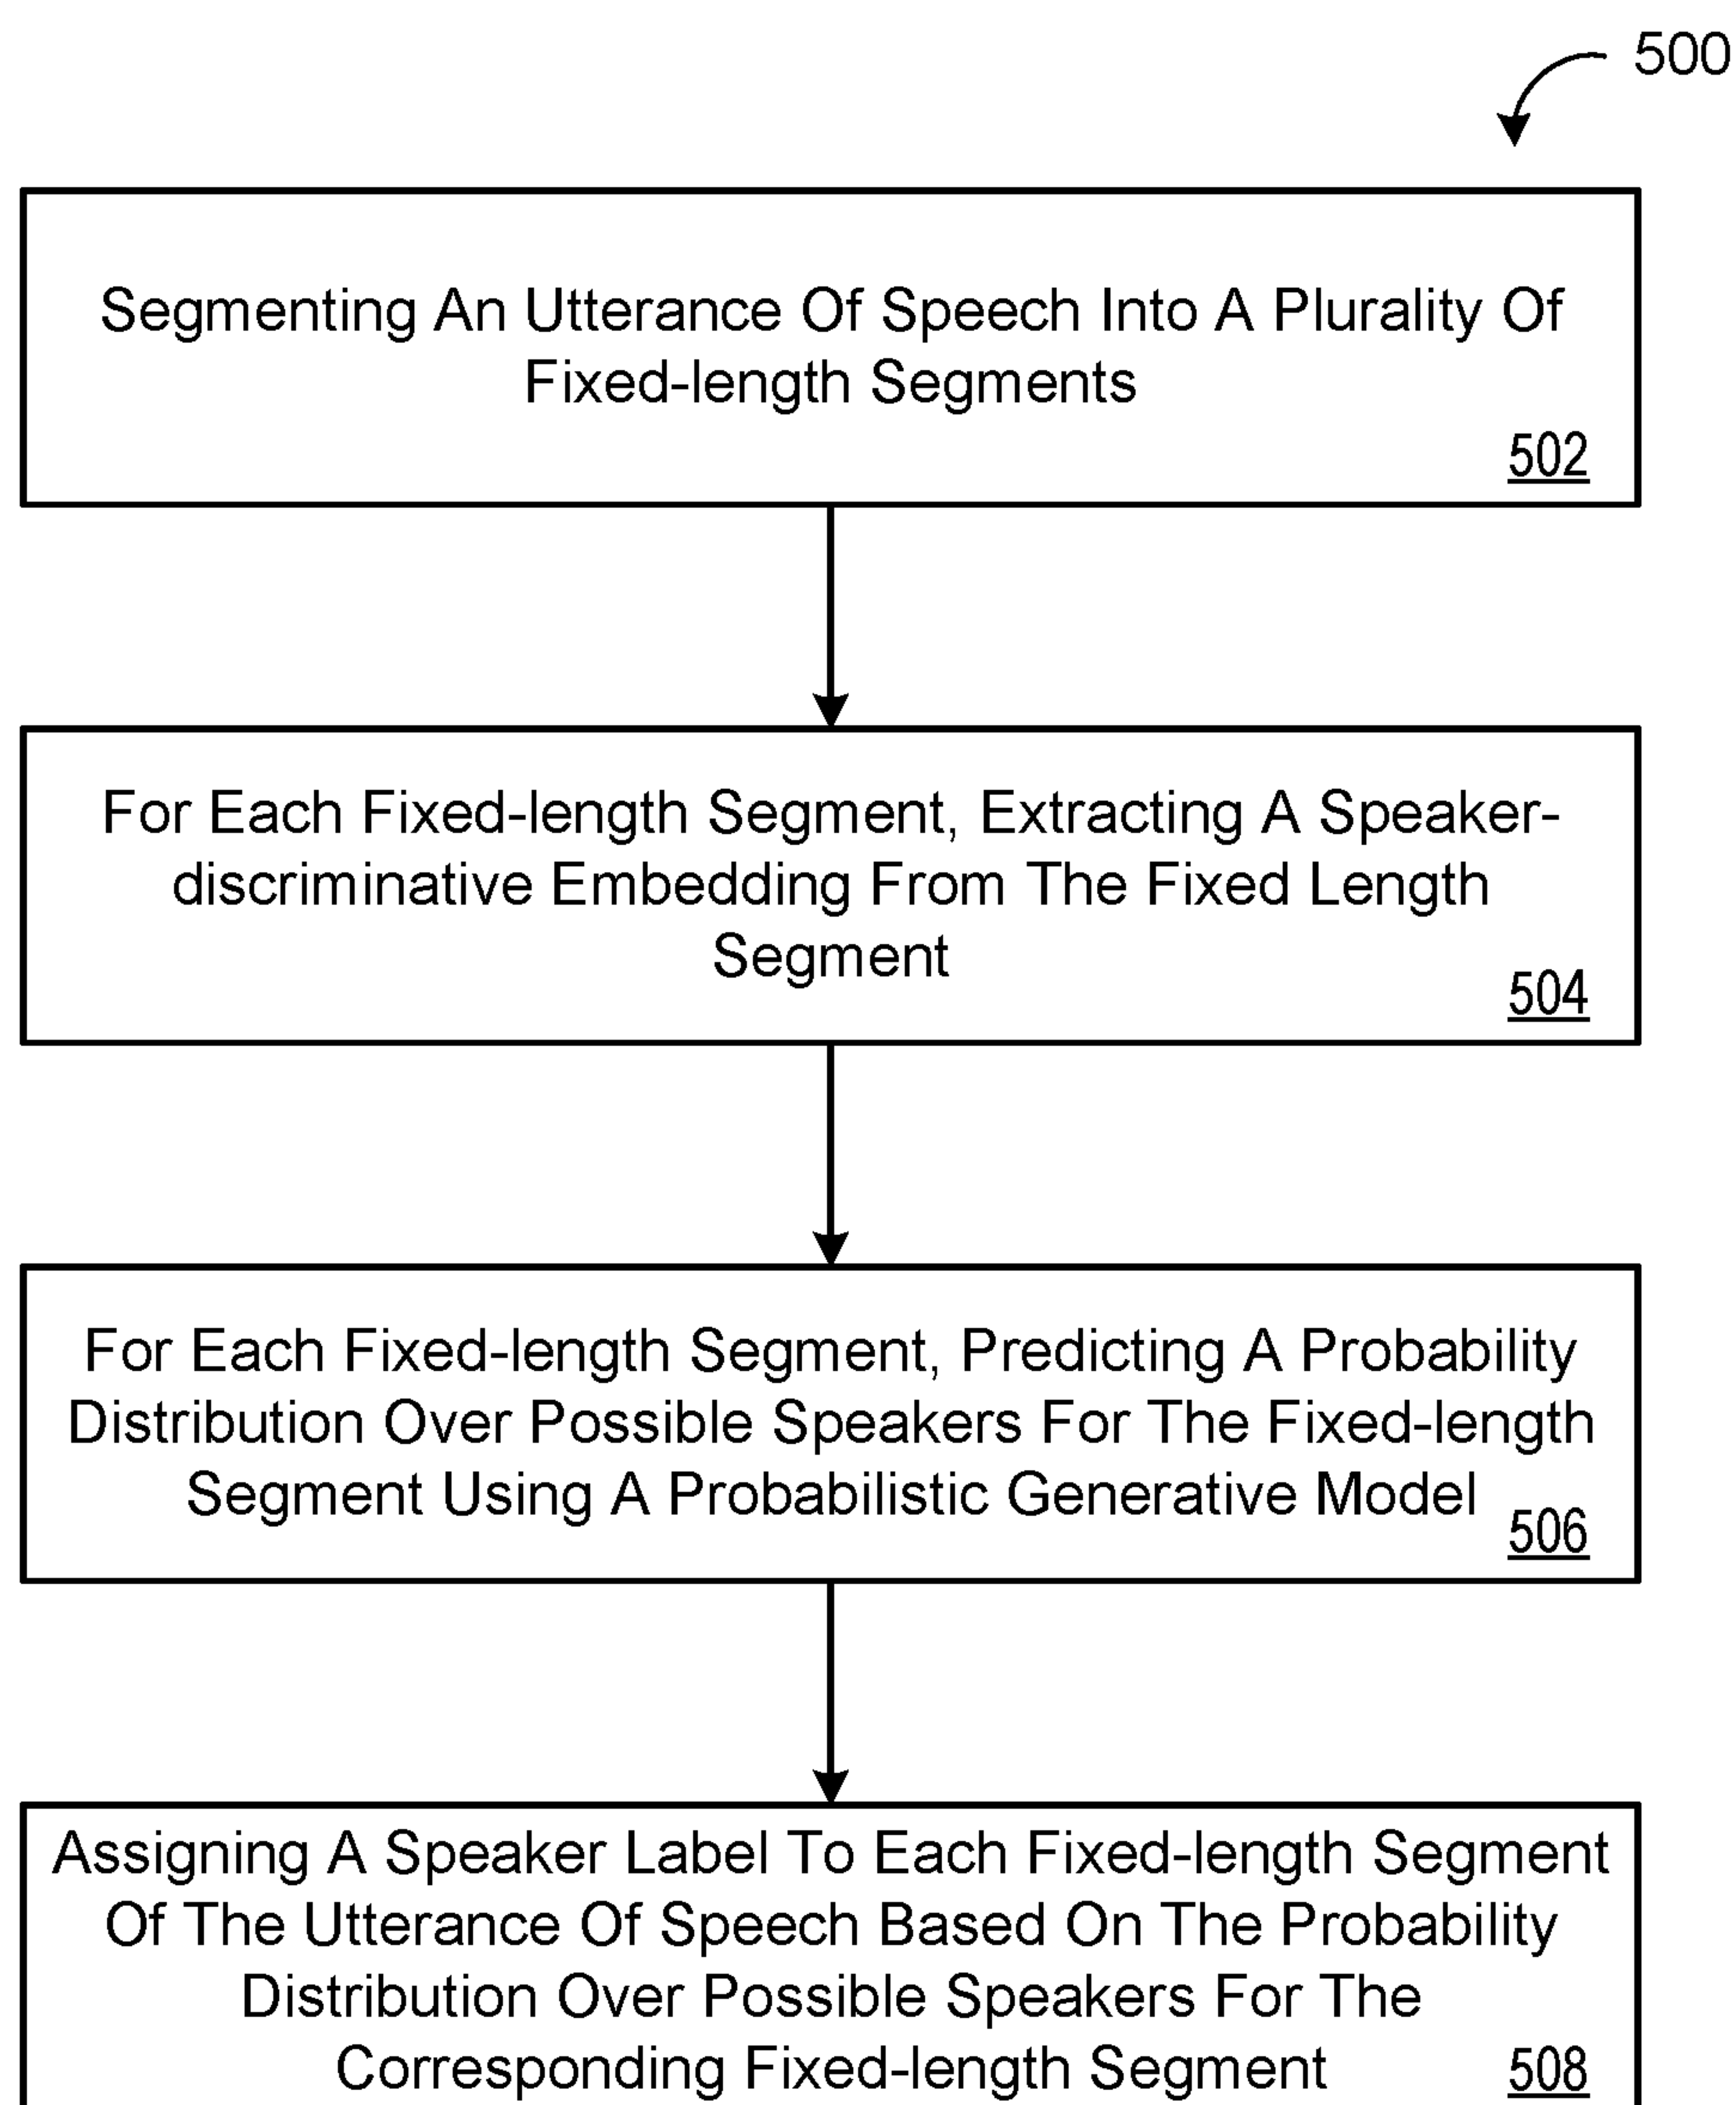 500
Segmenting An Utterance Of Speech Into A Plurality Of
Fixed-length Segments
502
For Each Fixed-length Segment, Extracting A Speaker-
discriminative Embedding From The Fixed Length
Segment
504
For Each Fixed-length Segment, Predicting A Probability
Distribution Over Possible Speakers For The Fixed-length
Segment Using A Probabilistic Generative Model
506
Assigning A Speaker Label To Each Fixed-length Segment
Of The Utterance Of Speech Based On The Probability
Distribution Over Possible Speakers For The
Corresponding Fixed-length Segment
508